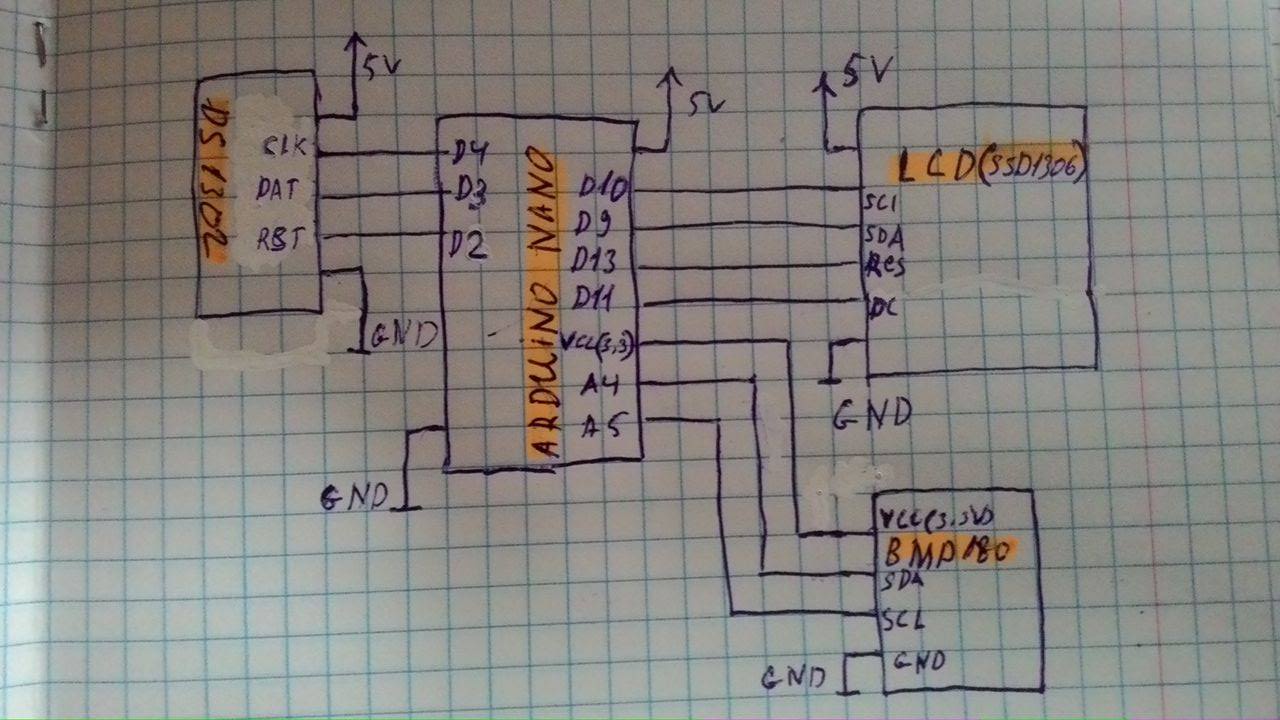 5V
DS1302
CLK
DAT
RST
GND
5V
D4
D3
D2
ARDUINO NANO
D10
D9
D13
D11
VCC(3,3)
A4
A5
GND
5V
LCD(SSD1306)
SCL
SDA
RES
DC
GND
VCC(3.3V)
BMP180
SDA
SCL
GND
GND